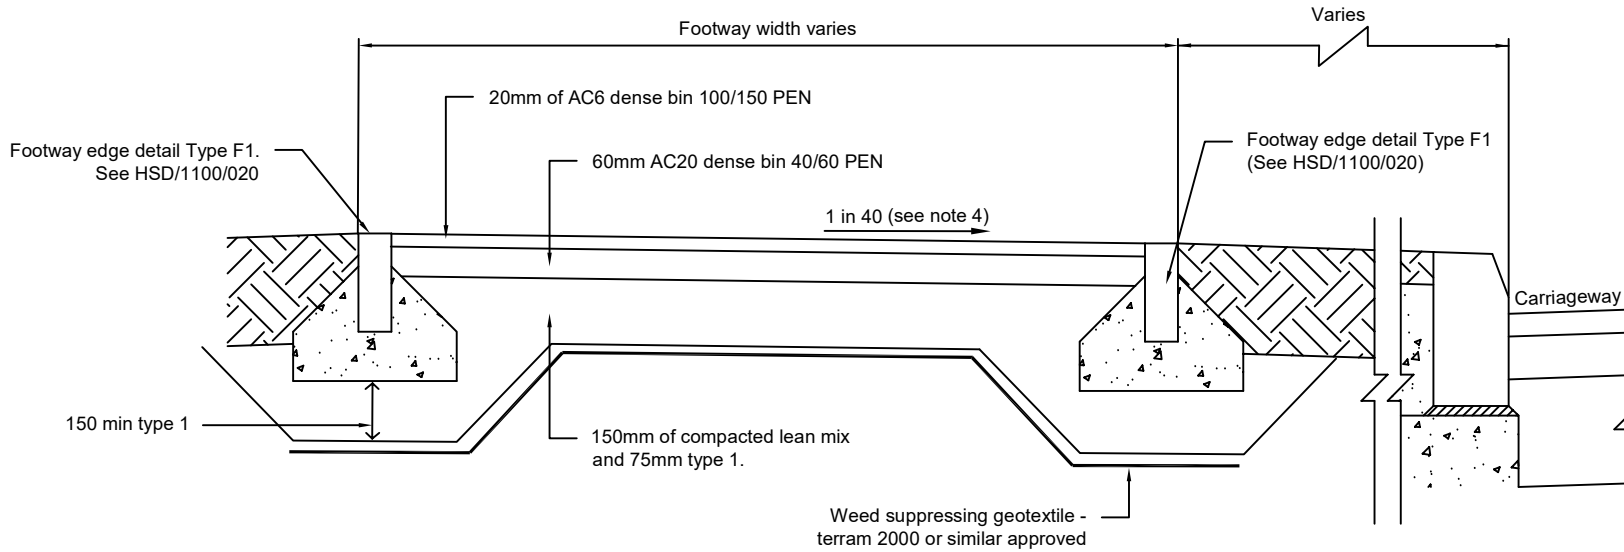 Varies
Footway width varies
20mm of AC6 dense bin 100/150 PEN
Footway edge detail Type F1.
See HSD/1100/020
60mm AC20 dense bin 40/60 PEN
Footway edge detail Type F1
(See HSD/1100/020)
1 in 40 (see note 4)
Carriageway
150 min type 1
150mm of compacted lean mix
and 75mm type 1.
Weed suppressing geotextile -
terram 2000 or similar approved